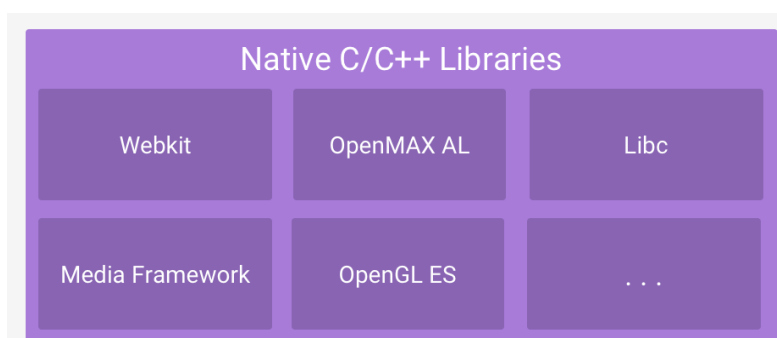 Native C/C++ Libraries
Webkit
OpenMAX AL
Libc
Media Framework
OpenGL ES
. . .